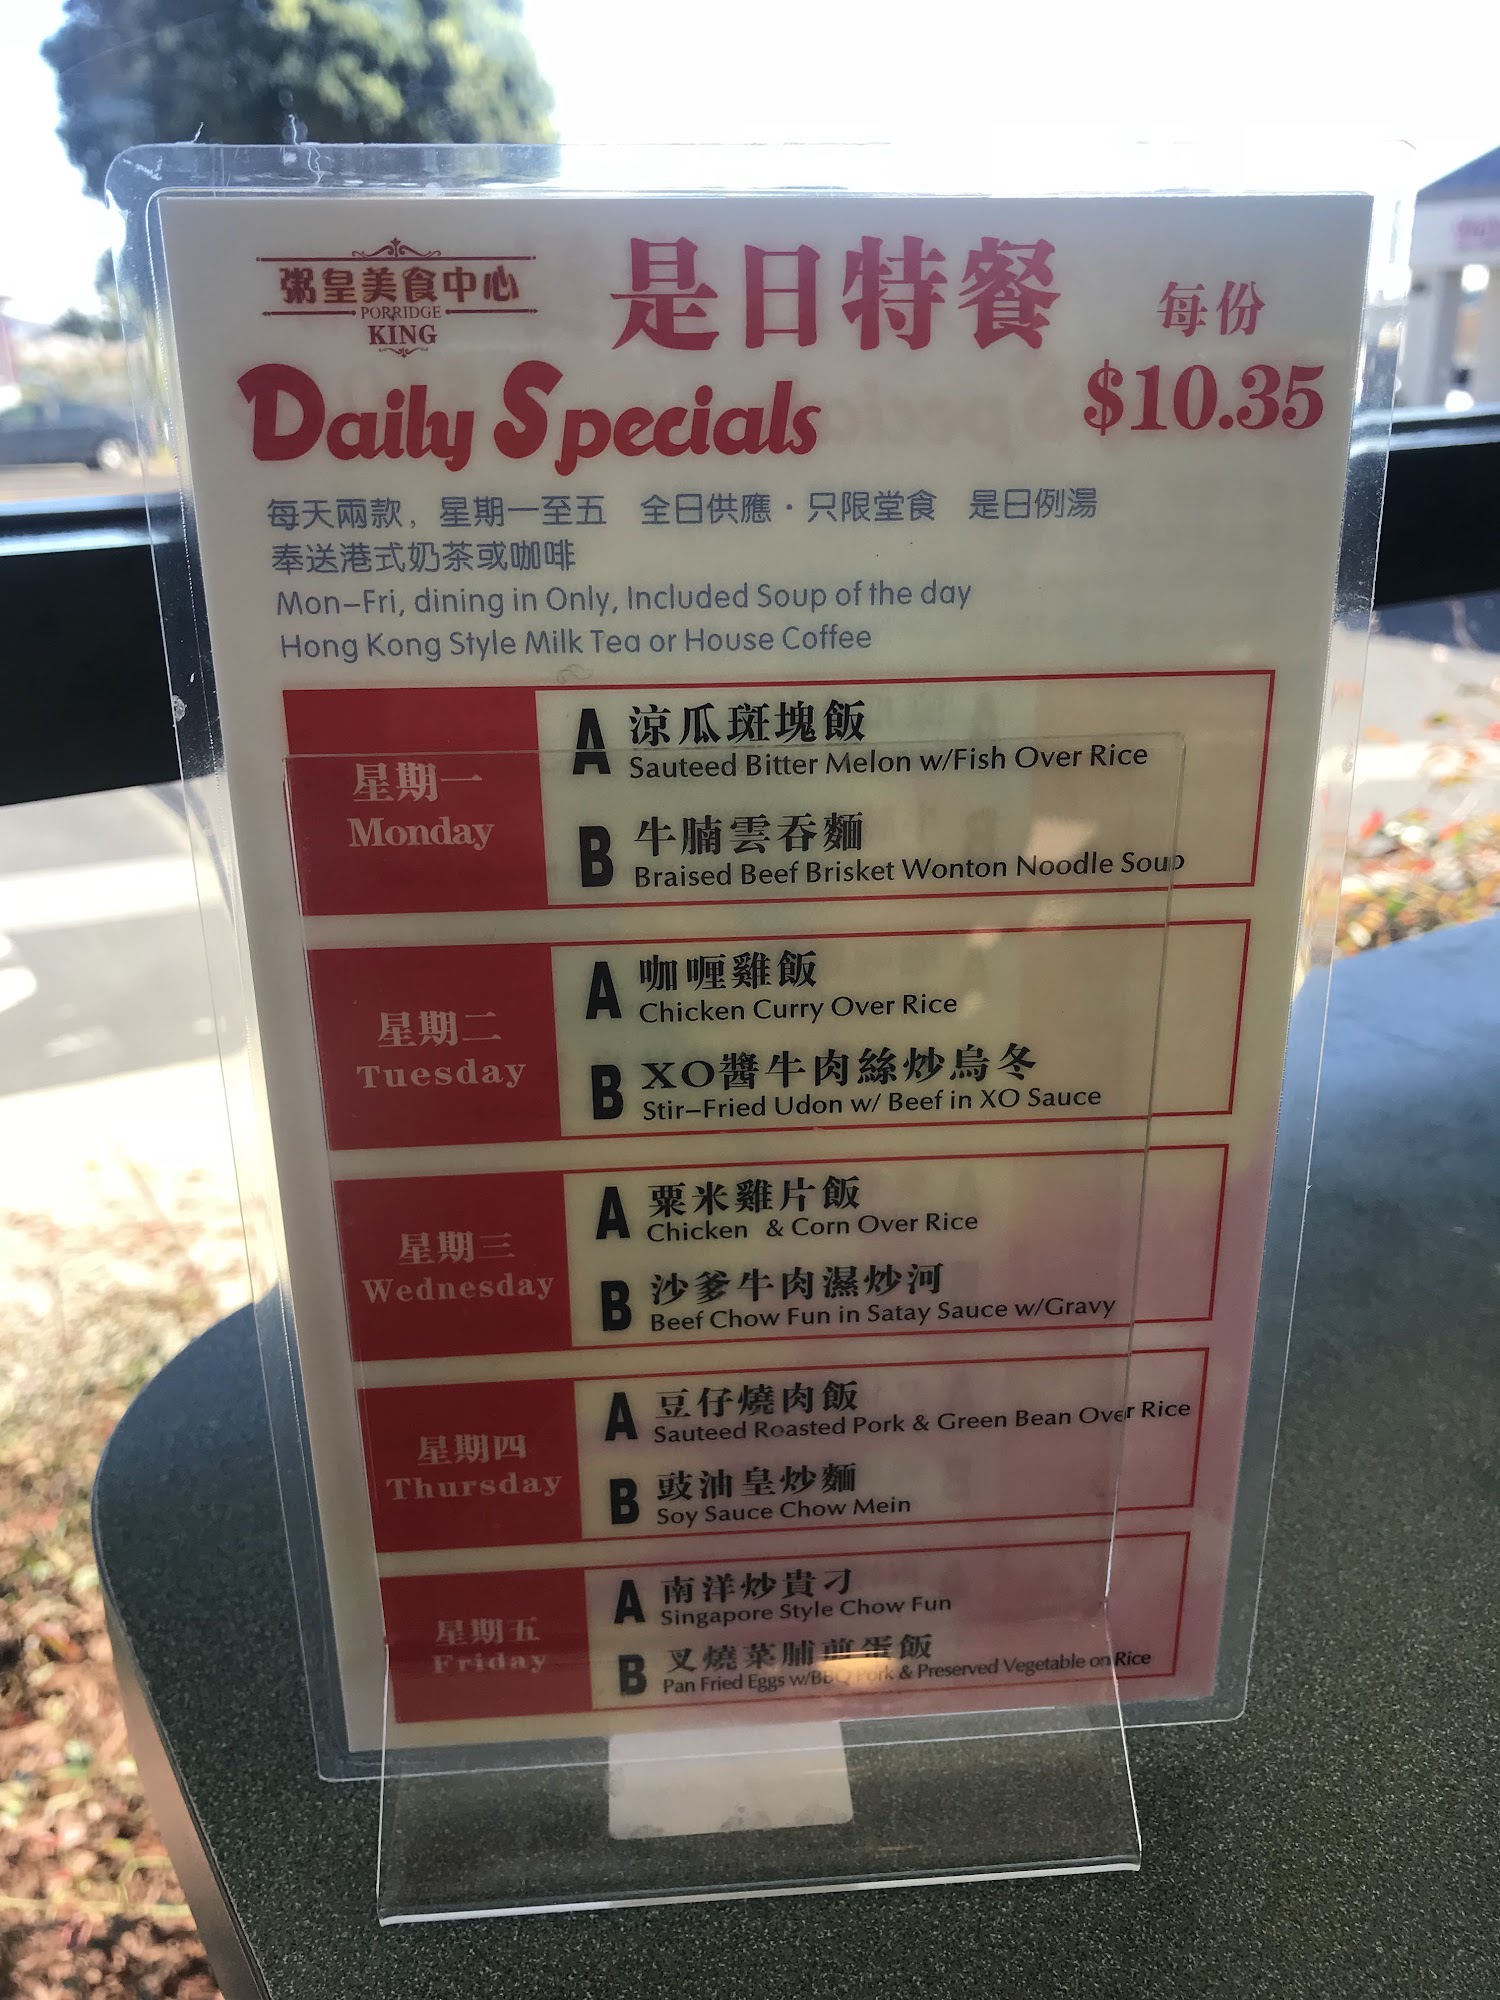 粥皇美食中心
PORRIDGE
KING
是日特餐
每份
Daily Specials
$10.35
每天兩款，星期一至五 全日供應·只限堂食 是日例湯
奉送港式奶茶或咖啡
Mon-Fri, dining in Only, Included Soup of the day
Hong Kong Style Milk Tea or House Coffee
星期一
Monday
A 涼瓜斑塊飯
Sauteed Bitter Melon w/Fish Over Rice
B 牛腩雲吞麵
Braised Beef Brisket Wonton Noodle Soup
星期二
Tuesday
A 咖喱雞飯
Chicken Curry Over Rice
B XO醬牛肉絲炒烏冬
Stir-Fried Udon w/ Beef in XO Sauce
星期三
Wednesday
A 粟米雞片飯
Chicken & Corn Over Rice
B 沙爹牛肉濕炒河
Beef Chow Fun in Satay Sauce w/Gravy
星期四
Thursday
A 豆仔燒肉飯
Sauteed Roasted Pork & Green Bean Over Rice
B 豉油皇炒麵
Soy Sauce Chow Mein
星期五
Friday
A 南洋炒貴刁
Singapore Style Chow Fun
B 叉燒菜脯煎蛋飯
Pan Fried Eggs w/BBQ Pork & Preserved Vegetable on Rice